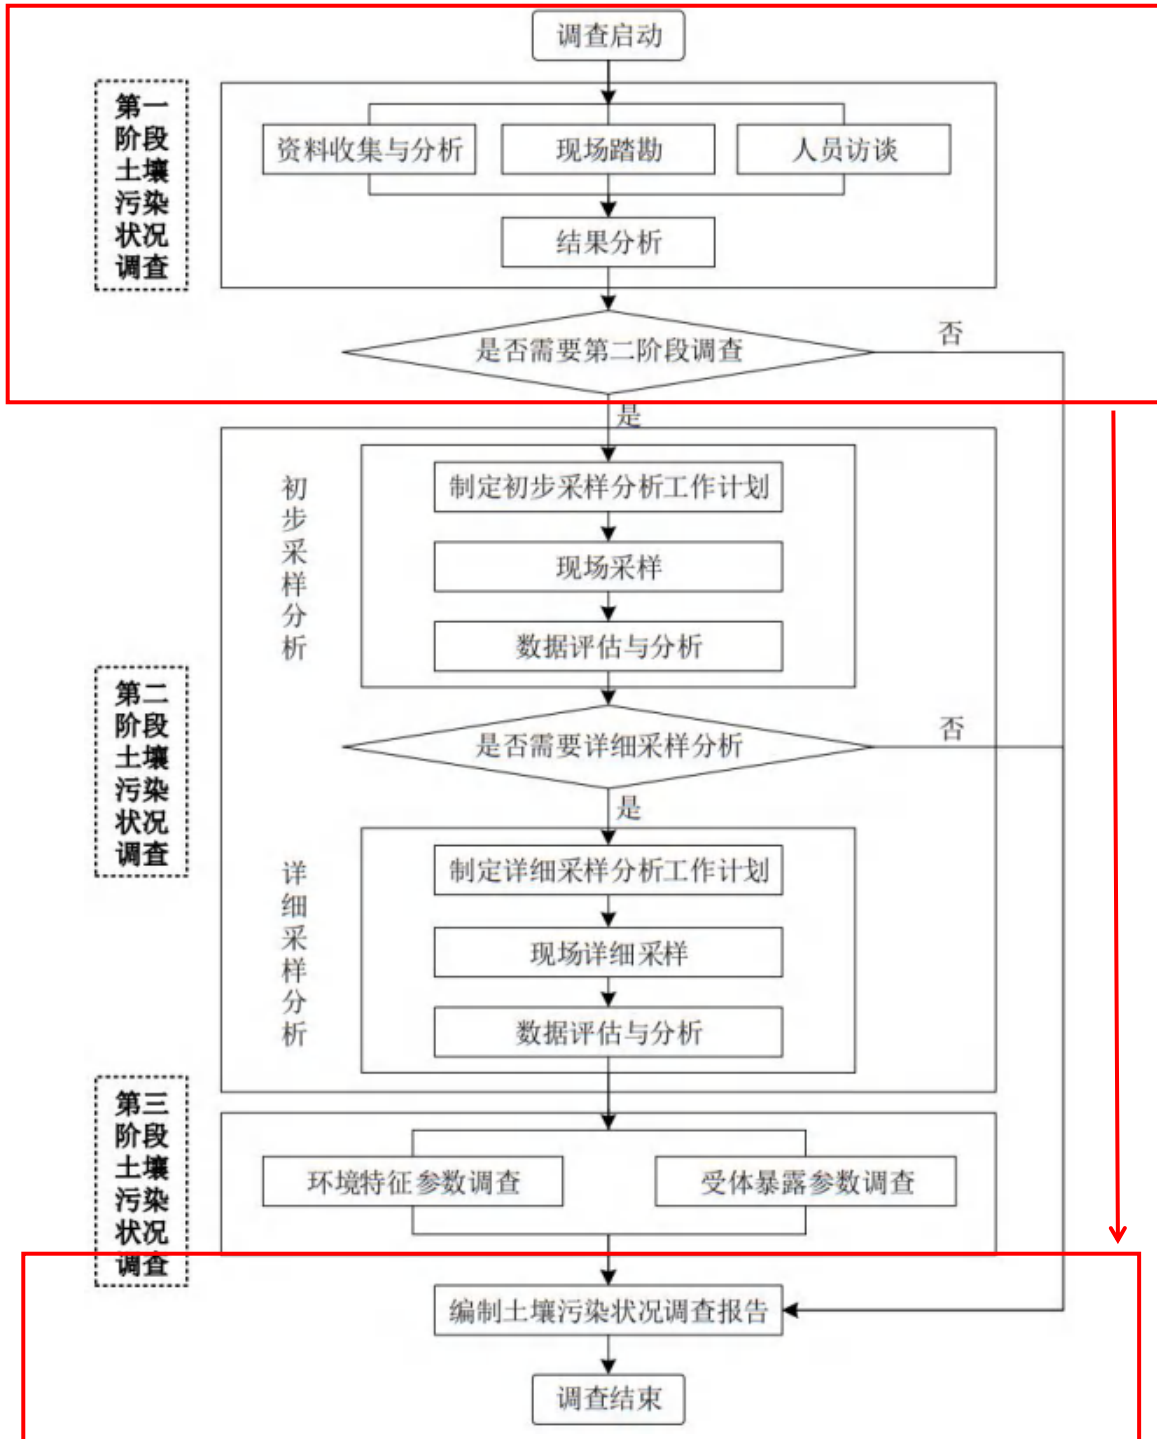 调查启动
第一
阶段
土壤
污染
状况
调查
资料收集与分析
现场踏勘
人员访谈
结果分析
是否需要第二阶段调查
否
是
初
步
采
样
分
析
制定初步采样分析工作计划
现场采样
数据评估与分析
第二
阶段
土壤
污染
状况
调查
是否需要详细采样分析
否
是
详
细
采
样
分
析
制定详细采样分析工作计划
现场详细采样
数据评估与分析
第三
阶段
土壤
污染
状况
调查
环境特征参数调查
受体暴露参数调查
编制土壤污染状况调查报告
调查结束